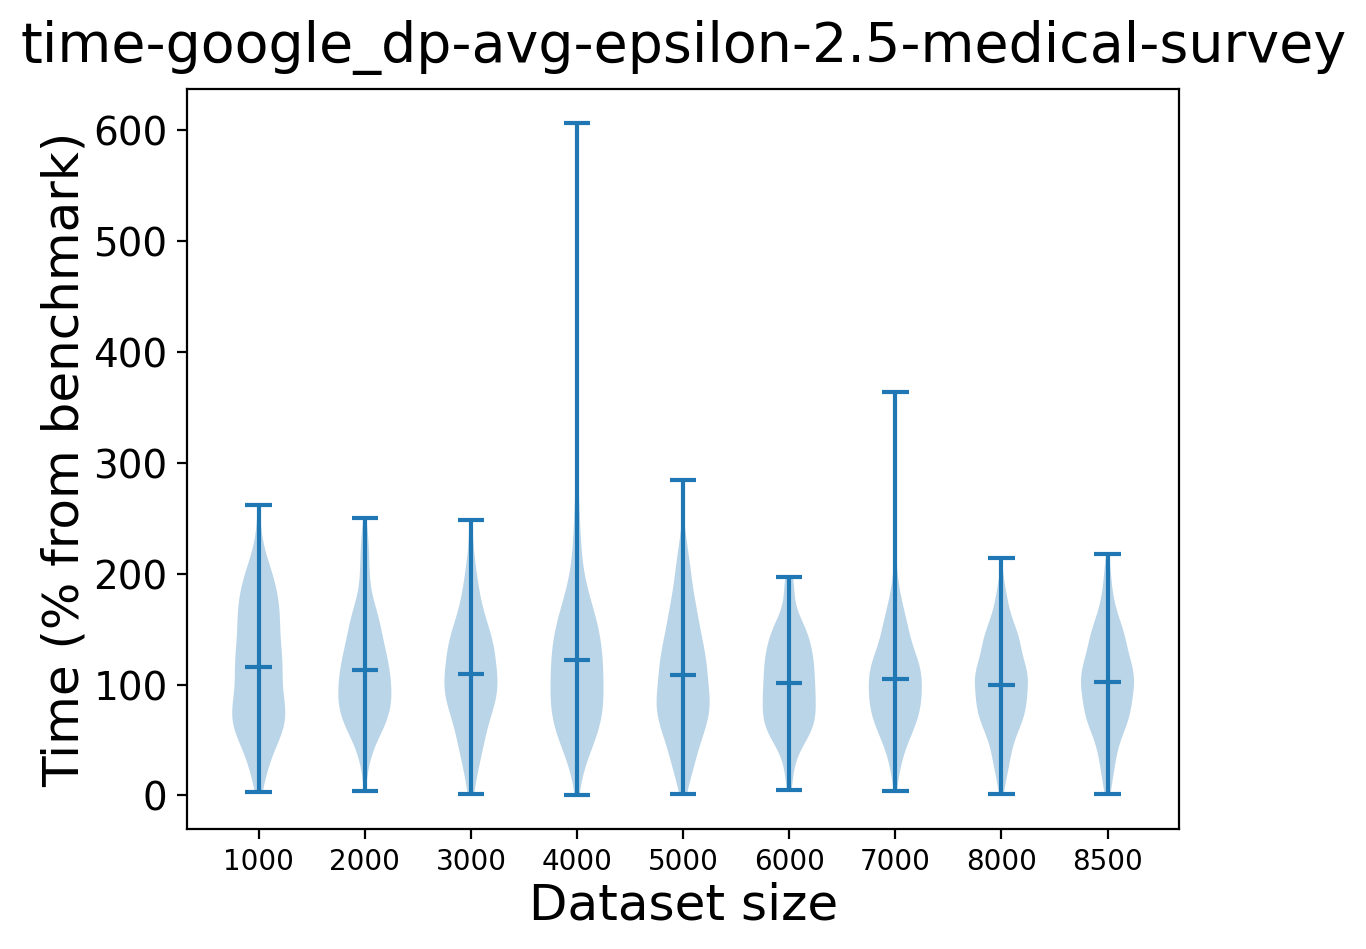 time-google_dp-avg-epsilon-2.5-medical-survey
Time (% from benchmark)
600
500
400
300
200
100
0
1000 2000 3000 4000 5000 6000 7000 8000 8500
Dataset size